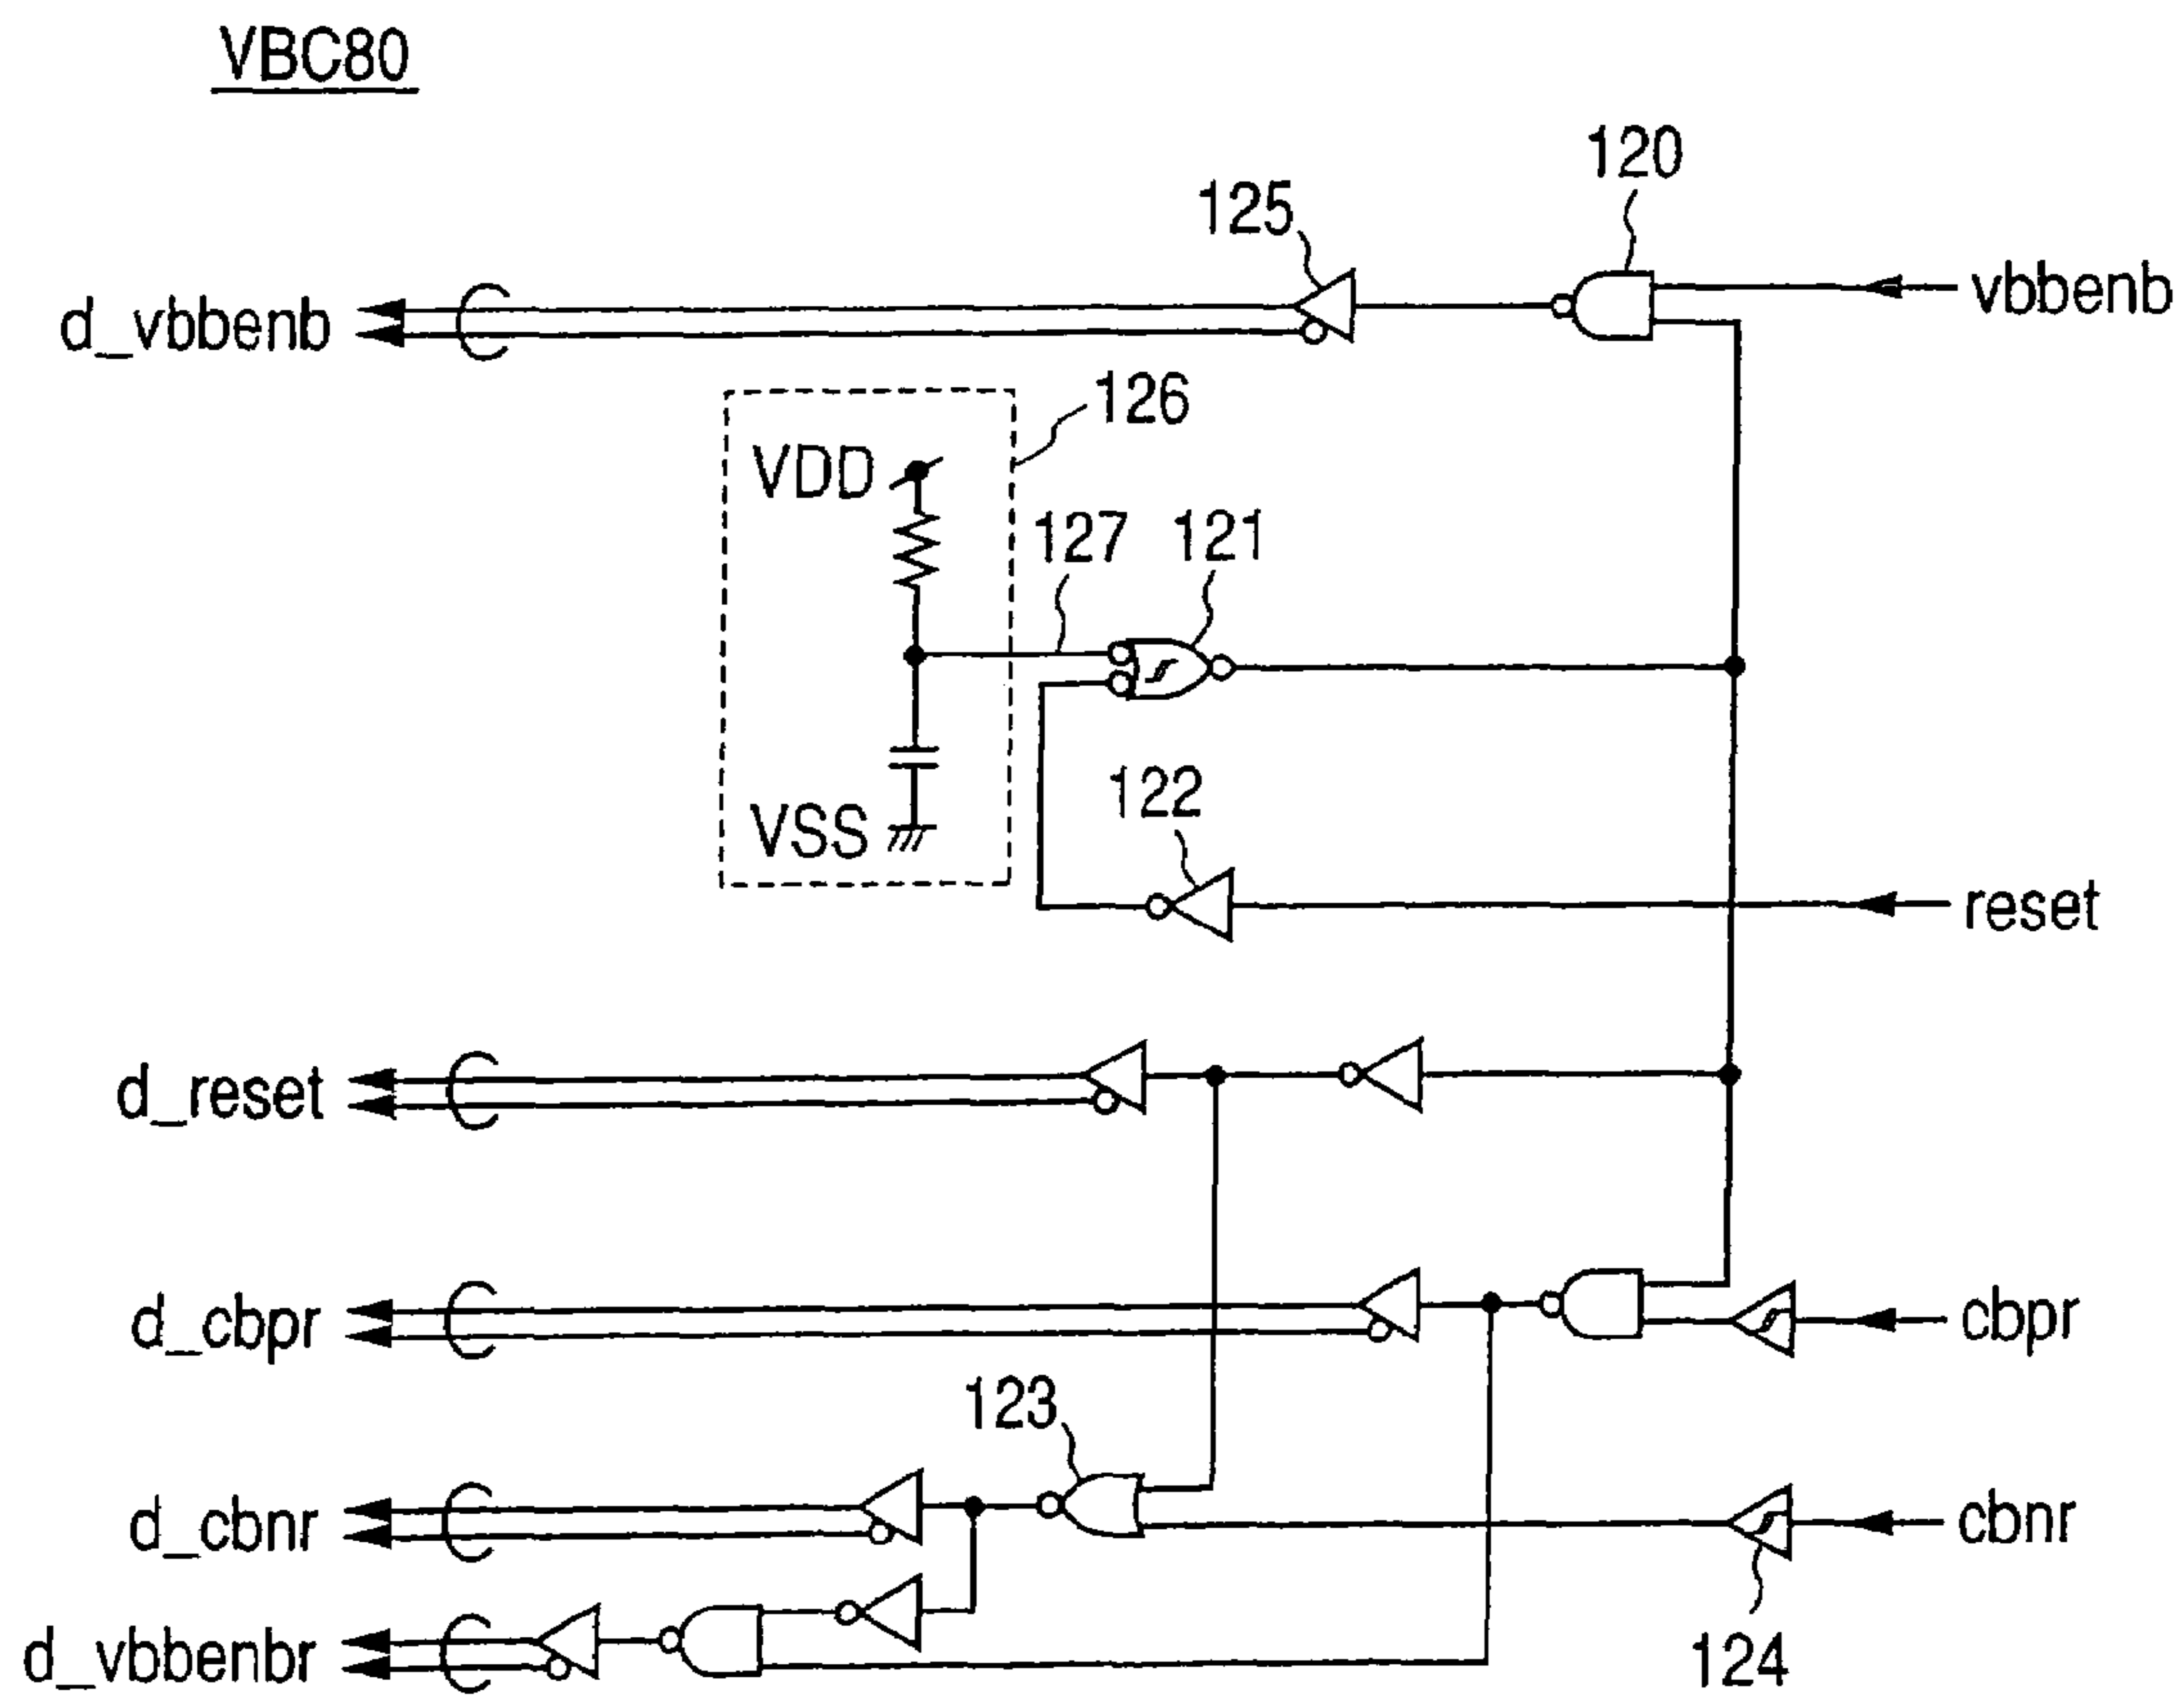 VBC80
120
125
vbbenb
d_vbbenb
126
VDD
127
121
122
VSS
reset
d_reset
cbpr
d_cbpr
123
cbnr
d_cbnr
d_vbbenbr
124